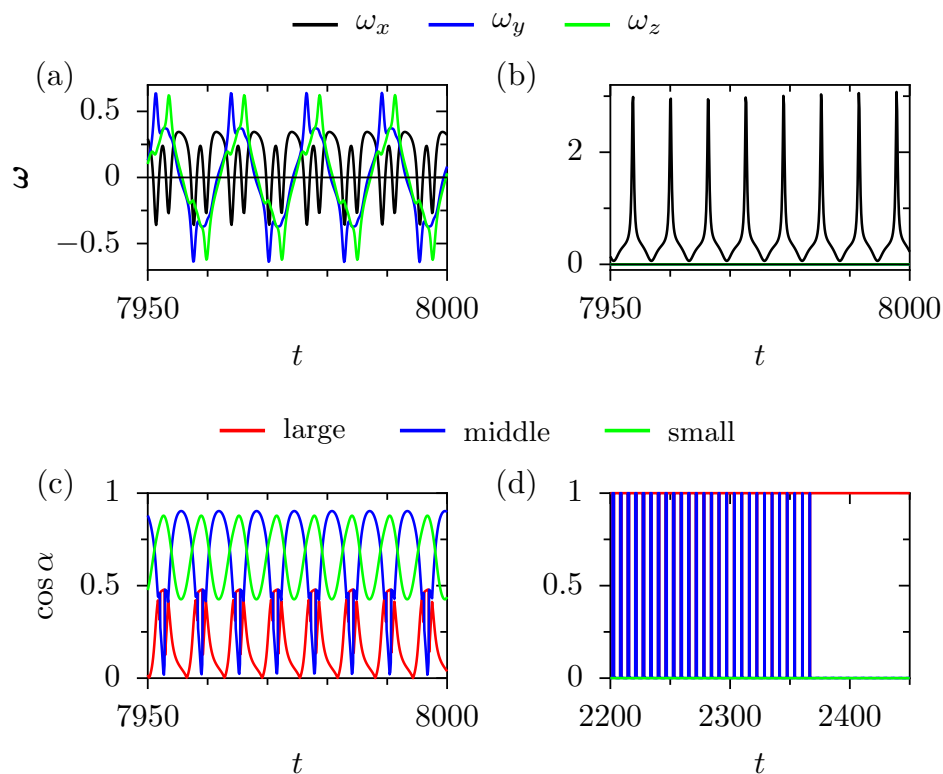 ωₓ ω_y ω_z
(a) (b)
0.5
0
−0.5
ω
2
0
7950 8000 7950 8000
t t
large middle small
(c) (d)
1
0.5
0
cos α
1
0.5
0
7950 8000 2200 2300 2400
t t